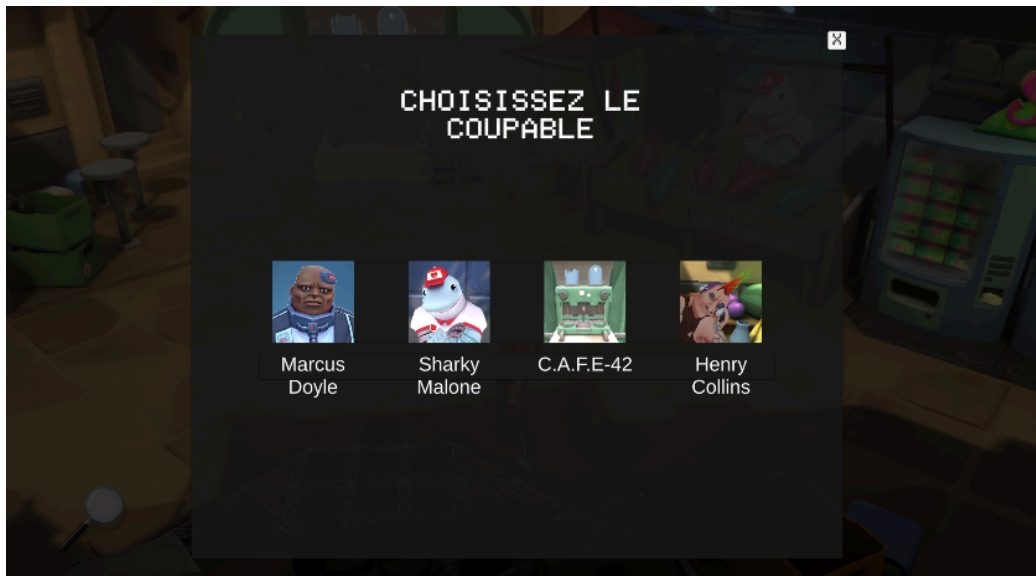 X
CHOISISSEZ LE
COUPABLE
Marcus
Doyle
Sharky
Malone
C.A.F.E-42
Henry
Collins